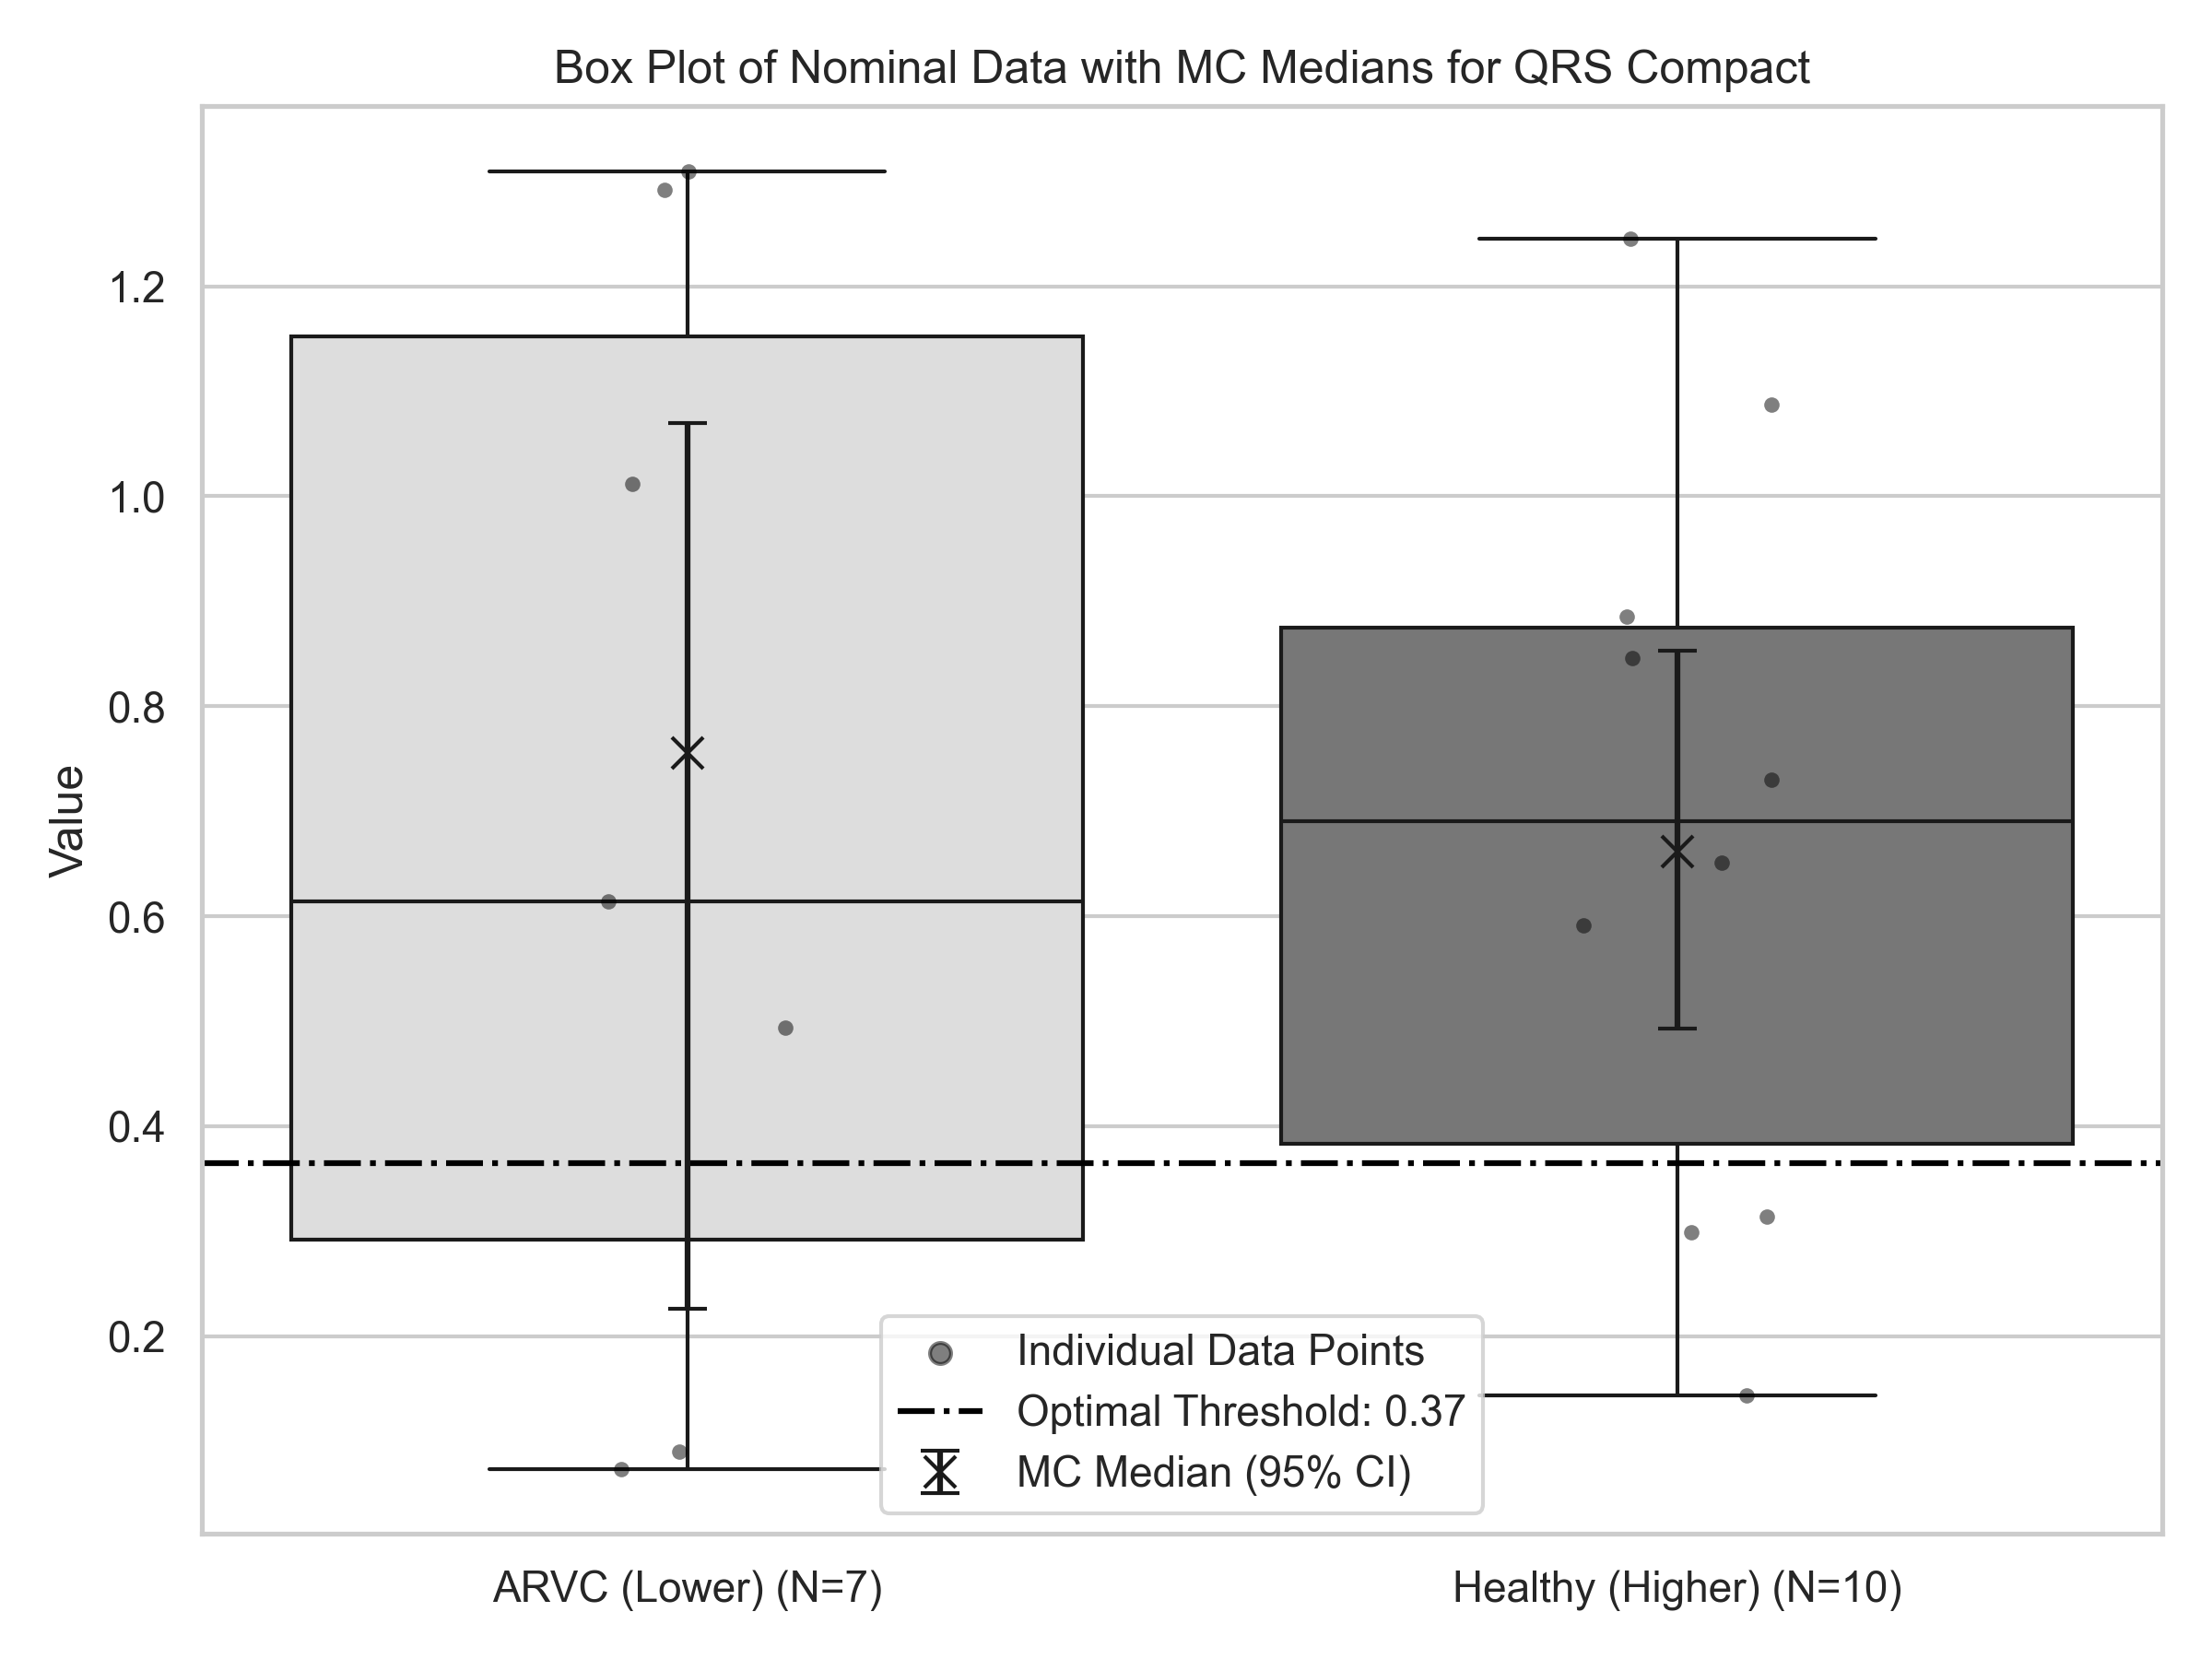 Box Plot of Nominal Data with MC Medians for QRS Compact
Value
1.2
1.0
0.8
0.6
0.4
0.2
Individual Data Points
Optimal Threshold: 0.37
MC Median (95% CI)
ARVC (Lower) (N=7)
Healthy (Higher) (N=10)